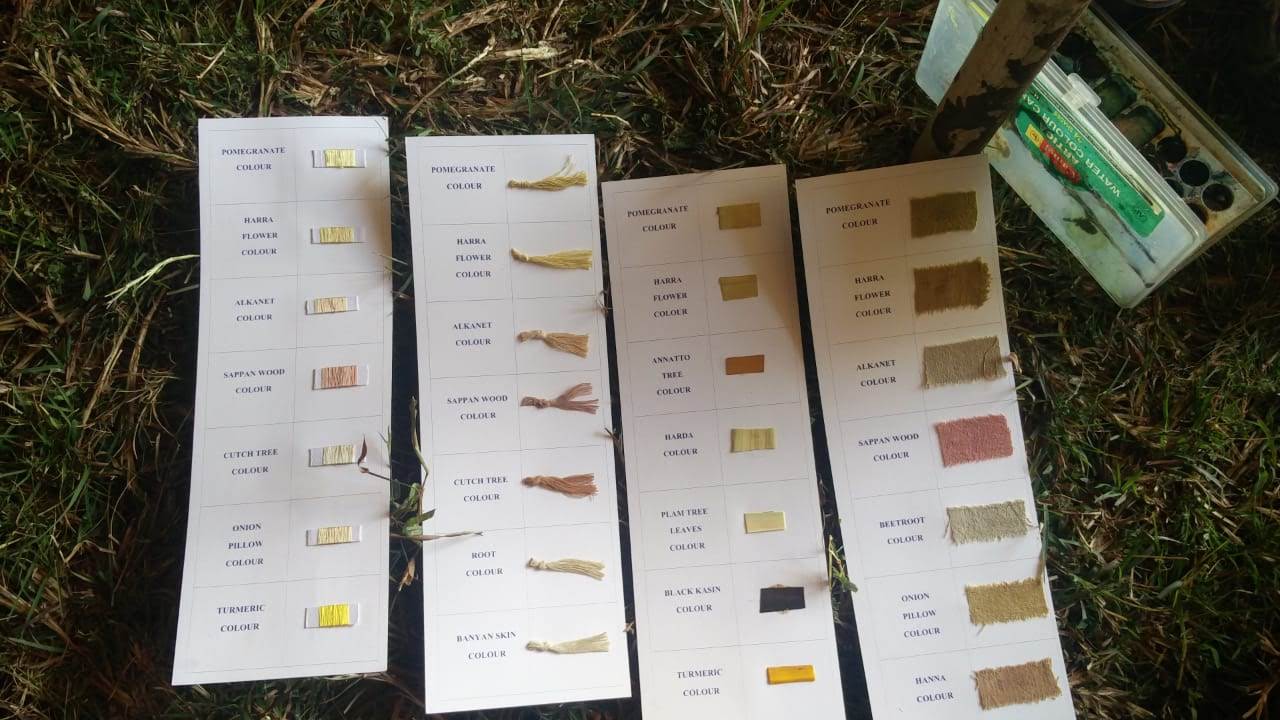 POMEGRANATE
COLOUR
HARRA
FLOWER
COLOUR
ALKANET
COLOUR
SAPPAN WOOD
COLOUR
CUTCH TREE
COLOUR
ONION
PILLOW
COLOUR
TURMERIC
COLOUR
POMEGRANATE
COLOUR
HARRA
FLOWER
COLOUR
ALKANET
COLOUR
SAPPAN WOOD
COLOUR
CUTCH TREE
COLOUR
ROOT
COLOUR
BANYAN SKIN
COLOUR
POMEGRANATE
COLOUR
HARRA
FLOWER
COLOUR
ANNATTO
TREE
COLOUR
HARDA
PLAM TREE
LEAVES
COLOUR
BLACK KASIN
COLOUR
TURMERIC
COLOUR
POMEGRANATE
COLOUR
HARRA
FLOWER
COLOUR
ALKANET
COLOUR
SAPPAN WOOD
COLOUR
BEETROOT
COLOUR
ONION
PILLOW
COLOUR
HANNA
COLOUR
WATER COLOUR